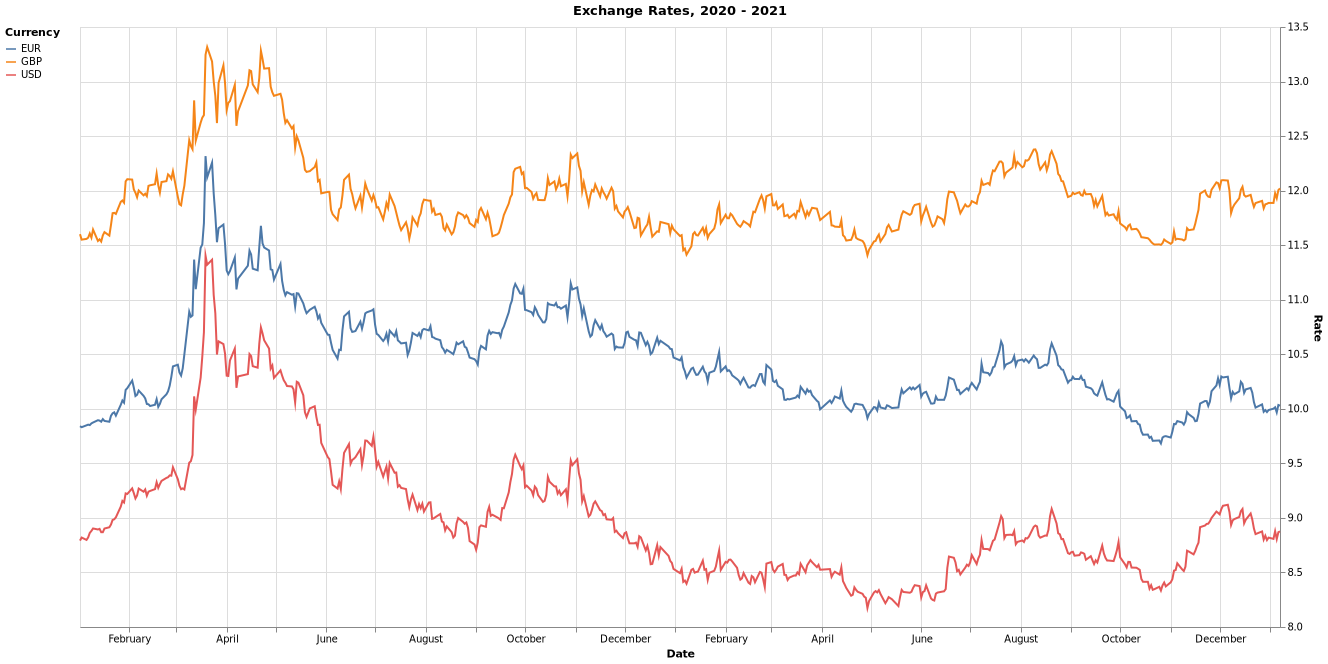 Exchange Rates, 2020 - 2021
Currency
EUR
GBP
USD
13.5
13.0
12.5
12.0
11.5
11.0
10.5
10.0
9.5
9.0
8.5
8.0
Rate
February April June August October December February April June August October December
Date